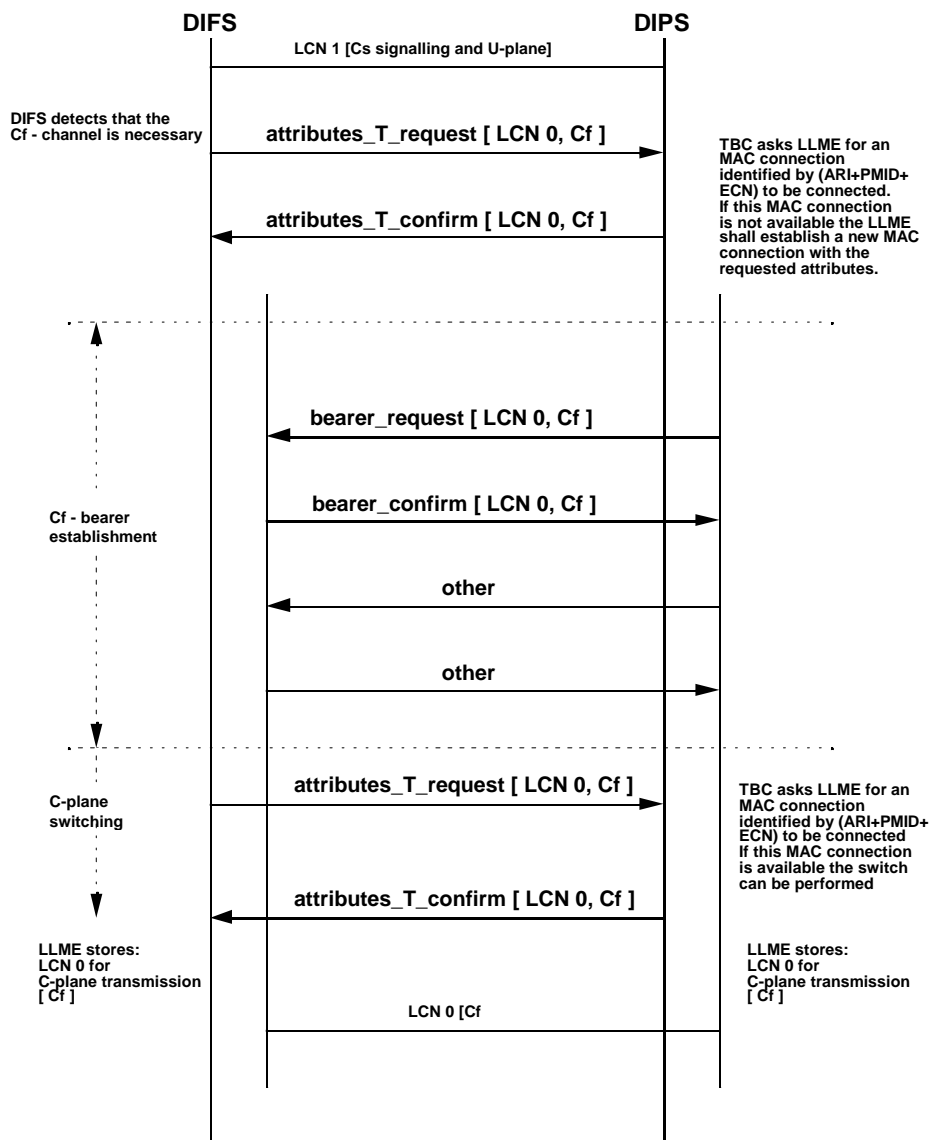 DIFS
DIPS
LCN 1 [Cs signalling and U-plane]
DIFS detects that the
Cf - channel is necessary
attributes_T_request [ LCN 0, Cf ]
TBC asks LLME for an
MAC connection
identified by (ARI+PMID+
ECN) to be connected.
If this MAC connection
is not available the LLME
shall establish a new MAC
connection with the
requested attributes.
attributes_T_confirm [ LCN 0, Cf ]
bearer_request [ LCN 0, Cf ]
bearer_confirm [ LCN 0, Cf ]
Cf - bearer
establishment
other
other
attributes_T_request [ LCN 0, Cf ]
C-plane
switching
TBC asks LLME for an
MAC connection
identified by (ARI+PMID+
ECN) to be connected
If this MAC connection
is available the switch
can be performed
attributes_T_confirm [ LCN 0, Cf ]
LLME stores:
LCN 0 for
C-plane transmission
[ Cf ]
LLME stores:
LCN 0 for
C-plane transmission
[ Cf ]
LCN 0 [Cf